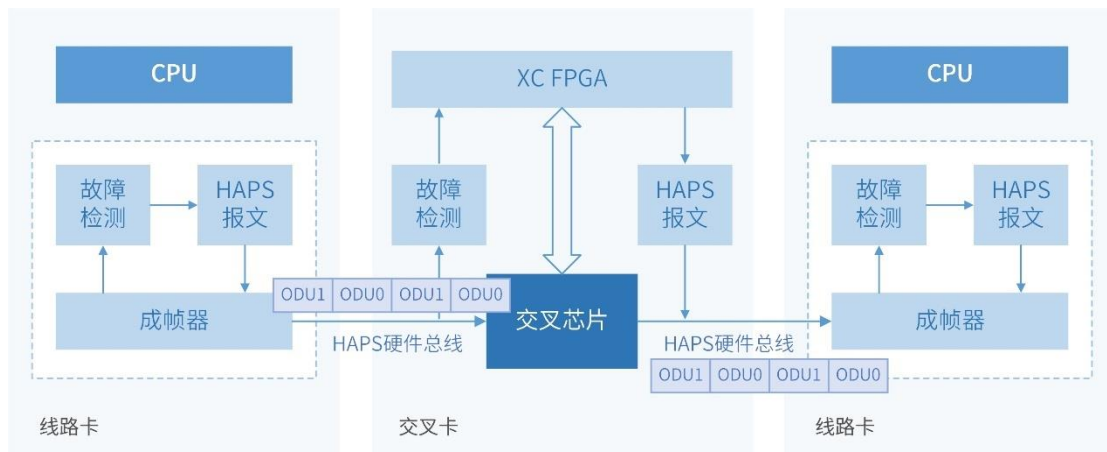 CPU
故障
检测
HAPS
报文
成帧器
ODU1 ODU0 ODU1 ODU0
HAPS硬件总线
线路卡
XC FPGA
故障
检测
HAPS
报文
交叉芯片
HAPS硬件总线
ODU1 ODU0 ODU1 ODU0
交叉卡
CPU
故障
检测
HAPS
报文
成帧器
线路卡